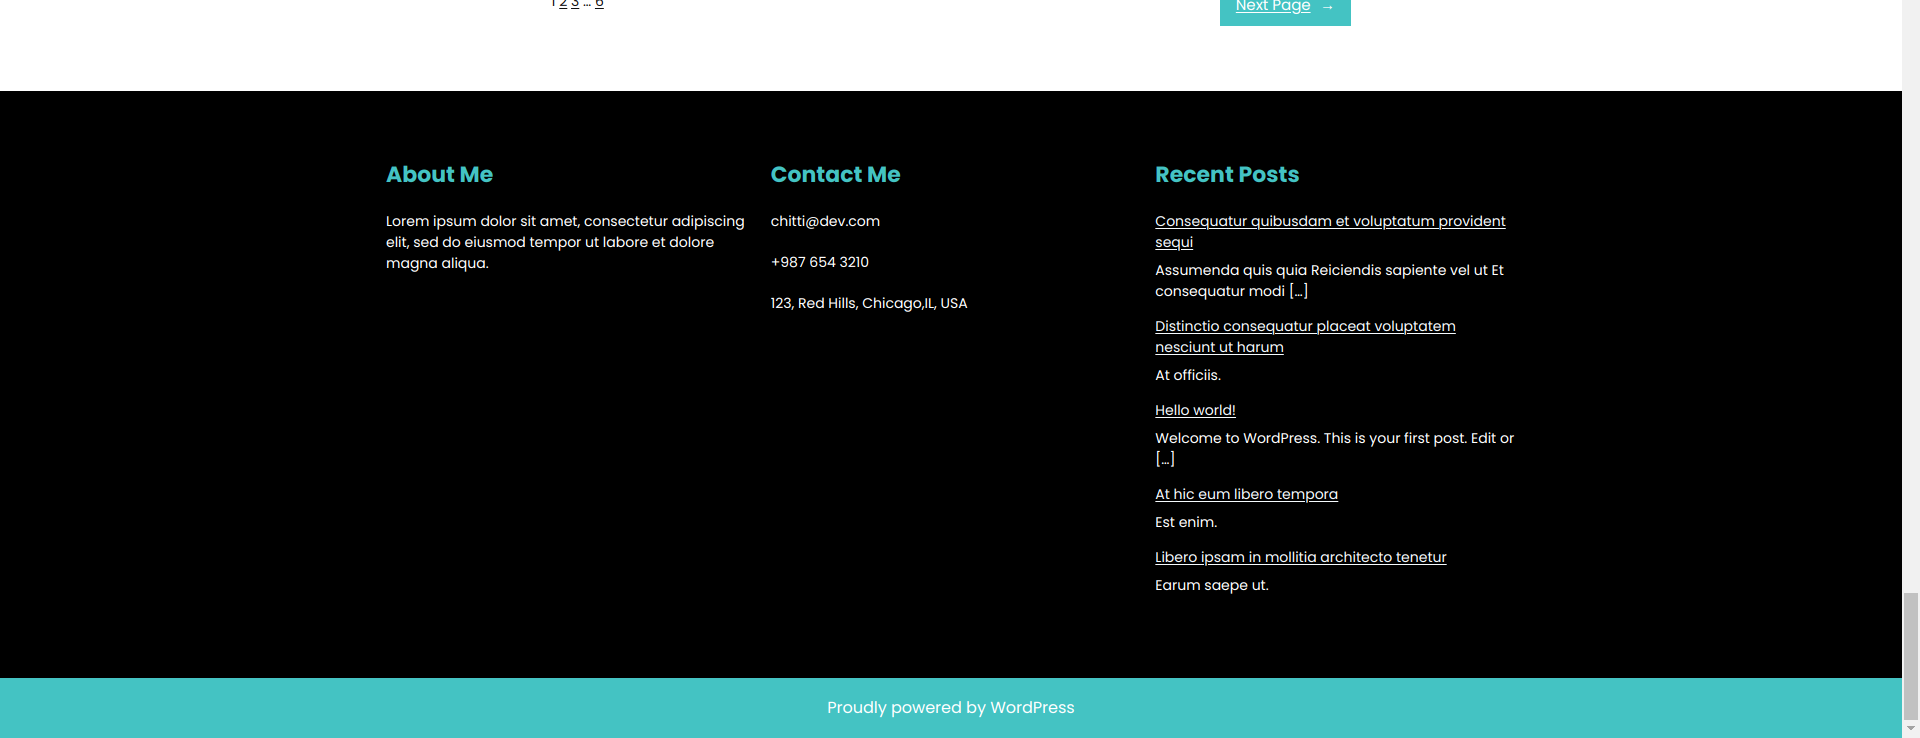 1 2 3 … 6
Next Page →
About Me
Lorem ipsum dolor sit amet, consectetur adipiscing
elit, sed do eiusmod tempor ut labore et dolore
magna aliqua.
Contact Me
chitti@dev.com
+987 654 3210
123, Red Hills, Chicago,IL, USA
Recent Posts
Consequatur quibusdam et voluptatum provident
sequi
Assumenda quis quia Reiciendis sapiente vel ut Et
consequatur modi […]
Distinctio consequatur placeat voluptatem
nesciunt ut harum
At officiis.
Hello world!
Welcome to WordPress. This is your first post. Edit or
[…]
At hic eum libero tempora
Est enim.
Libero ipsam in mollitia architecto tenetur
Earum saepe ut.
Proudly powered by WordPress